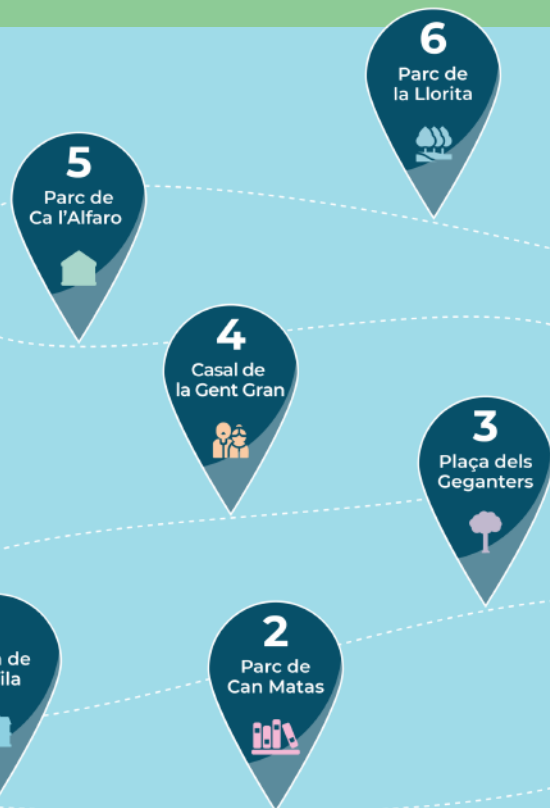 6
Parc de
la Llorita
5
Parc de
Ca l'Alfaro
4
Casal de
la Gent Gran
3
Plaça dels
Geganters
2
Parc de
Can Matas
de